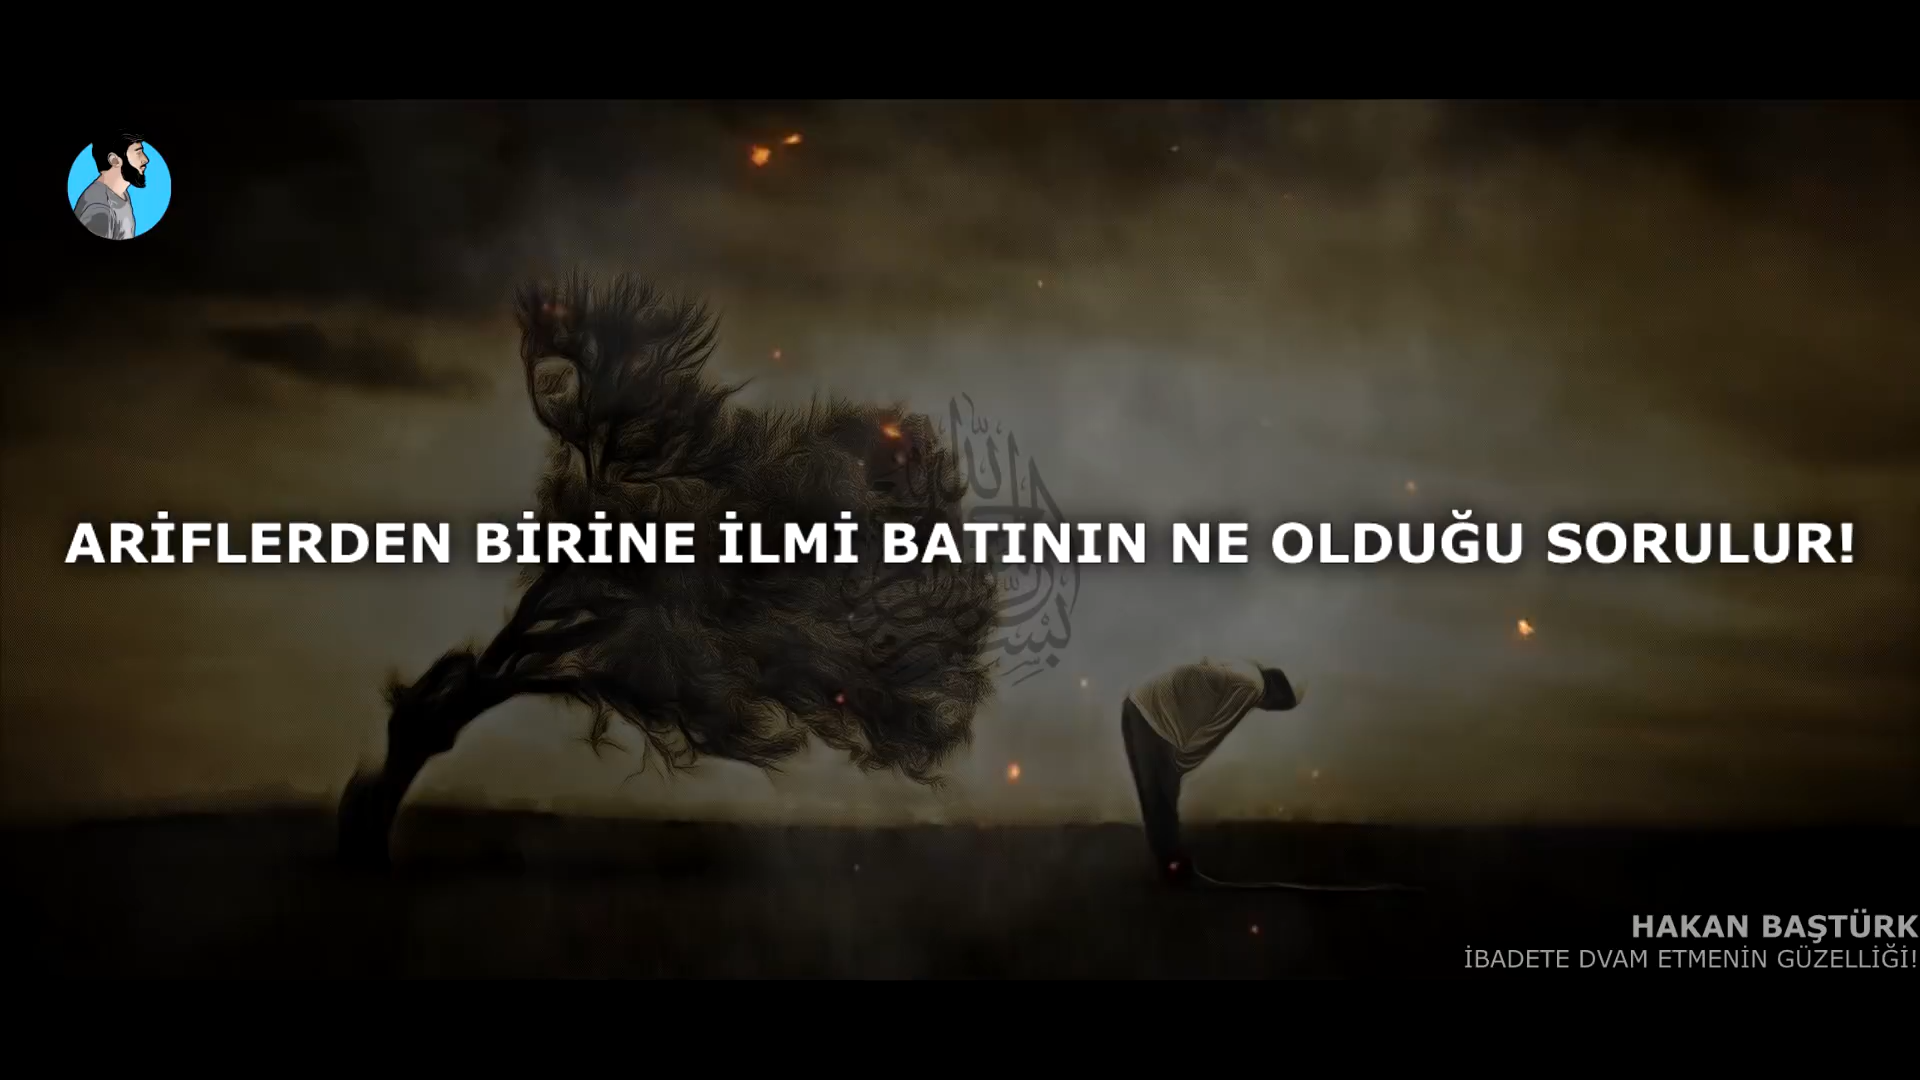 ARİFLERDEN BİRİNE İLMİ BATININ NE OLDUĞU SORULUR!
HAKAN BAŞTÜRK
İBADETE DVAM ETMENİN GÜZELLİĞİ!